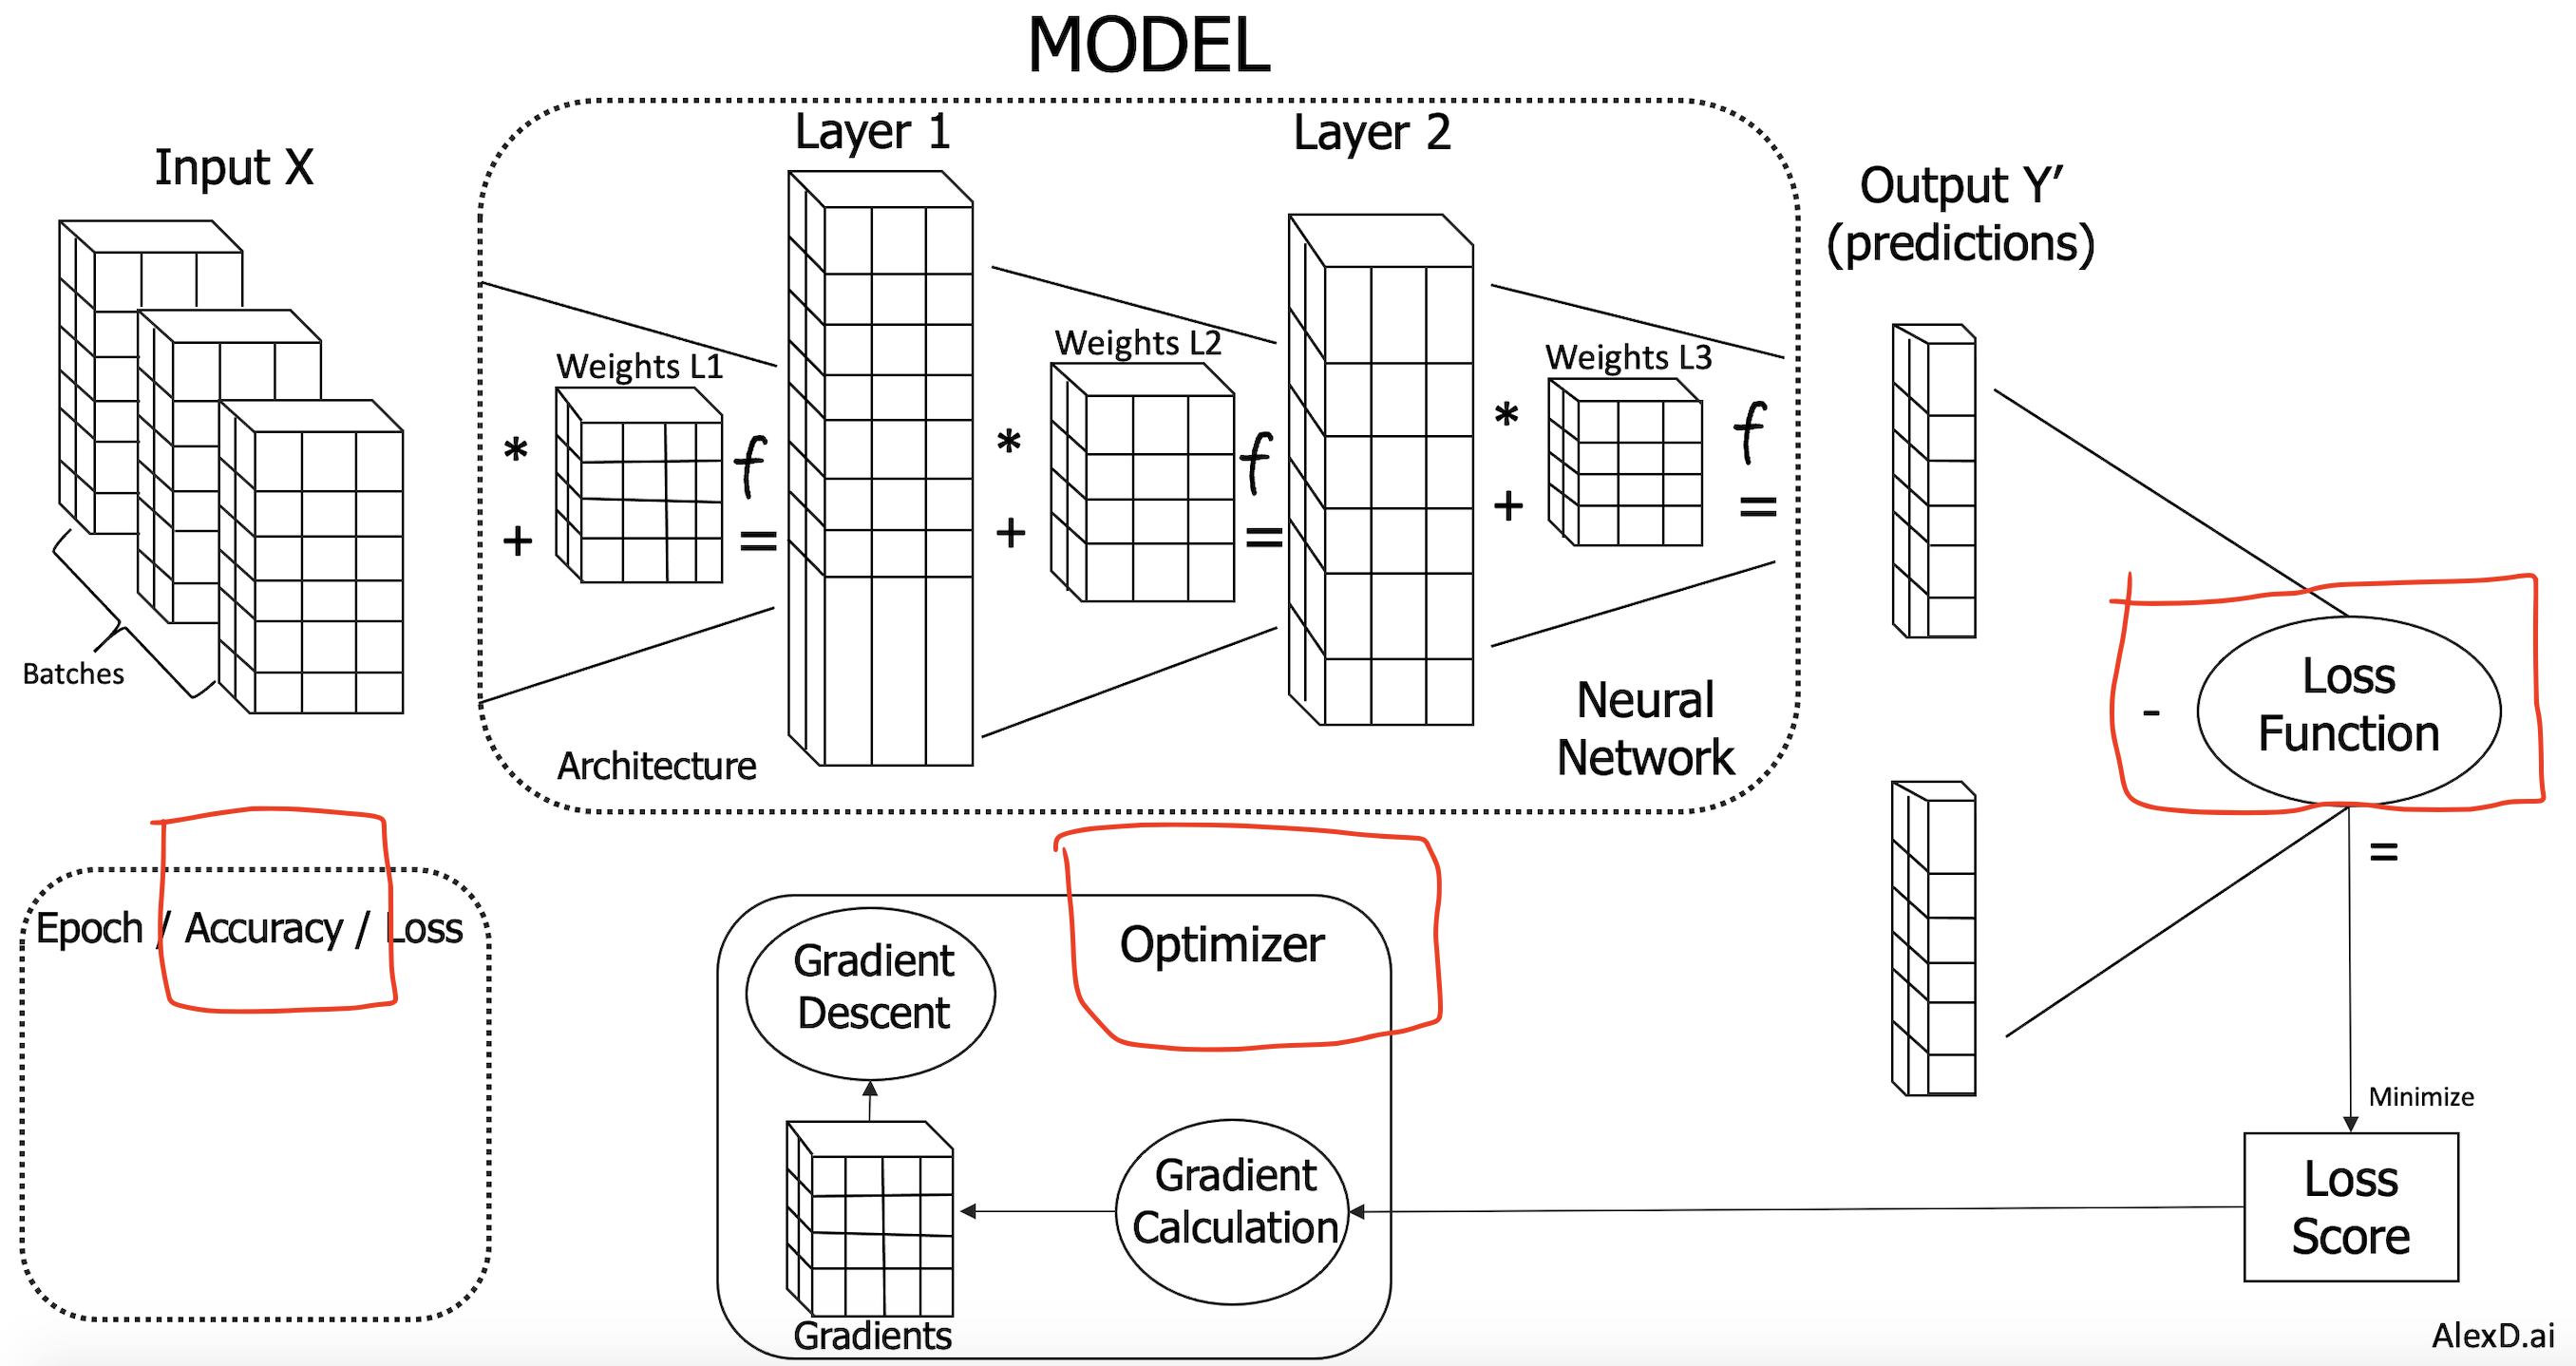 MODEL
Input X
Layer 1
Layer 2
Output Y’
(predictions)
Weights L1
Weights L2
Weights L3
*
+
f
=
*
+
f
=
*
+
f
=
Batches
Architecture
Neural
Network
-
Loss
Function
=
Epoch / Accuracy / Loss
Gradient
Descent
Optimizer
Gradient
Calculation
Gradients
Minimize
Loss
Score
AlexD.ai